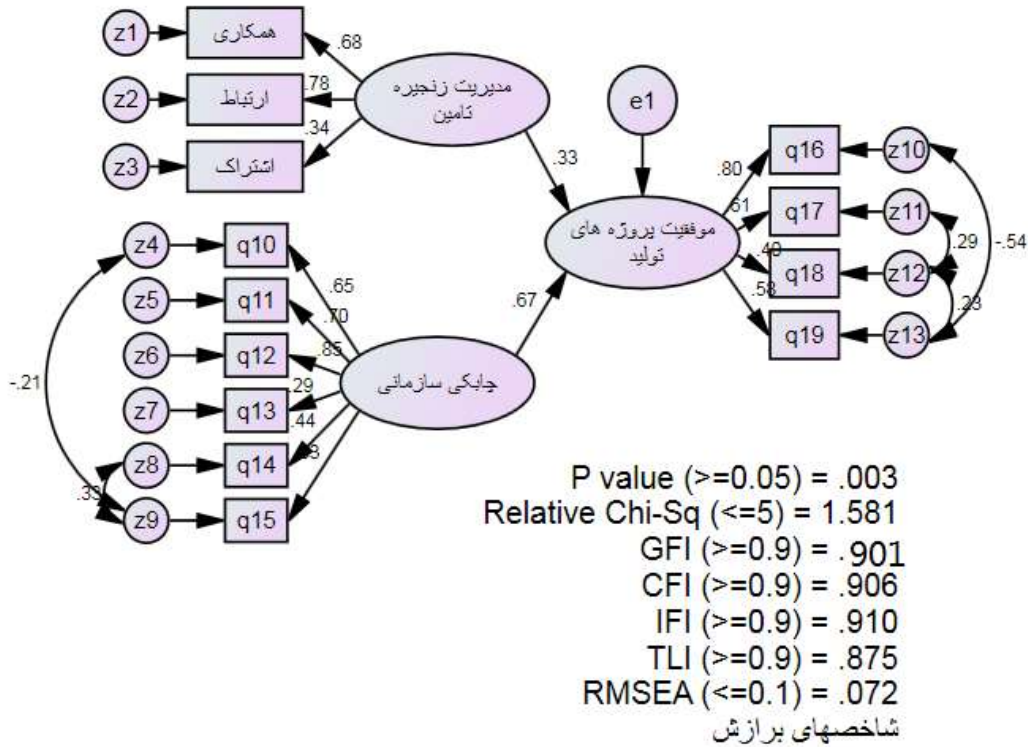 z1
همکاری
.68
z2
ارتباط
.78
z3
اشتراک
.34
مدیریت زنجیره
تامین
e1
.33
موفقیت پروژه های
تولید
.80
q16
z10
.61
q17
z11
.29
-.54
.40
q18
z12
.23
.58
q19
z13
z4
q10
.65
z5
q11
.70
z6
q12
.85
.67
چابکی سازمانی
-.21
z7
q13
.29
z8
q14
.44
.33
z9
q15
P value (>=0.05) = .003
Relative Chi-Sq (<=5) = 1.581
GFI (>=0.9) = .901
CFI (>=0.9) = .906
IFI (>=0.9) = .910
TLI (>=0.9) = .875
RMSEA (<=0.1) = .072
شاخصهای برازش